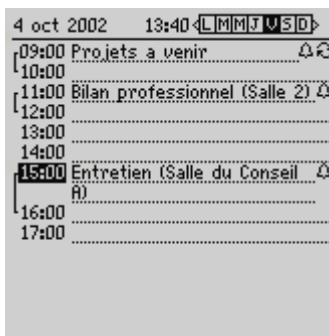 4 oct 2002 13:40 L M M J V S D
09:00 Projets a venir
10:00
11:00 Bilan professionnel (Salle 2)
12:00
13:00
14:00
15:00 Entretien (Salle du Conseil
A)
16:00
17:00